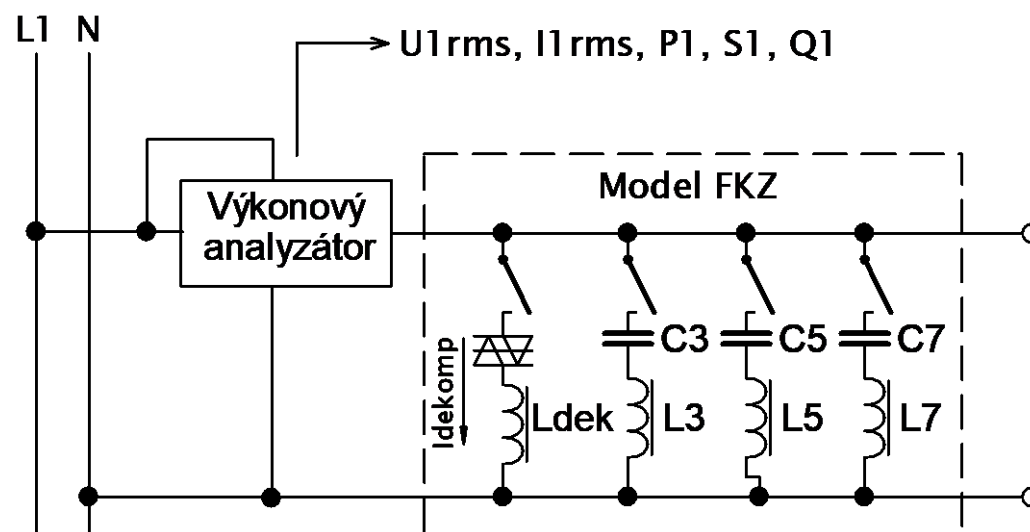 L1 N
U1rms, I1rms, P1, S1, Q1
Model FKZ
Výkonový
analyzátor
C3 C5 C7
Idekomp
Ldek L3 L5 L7